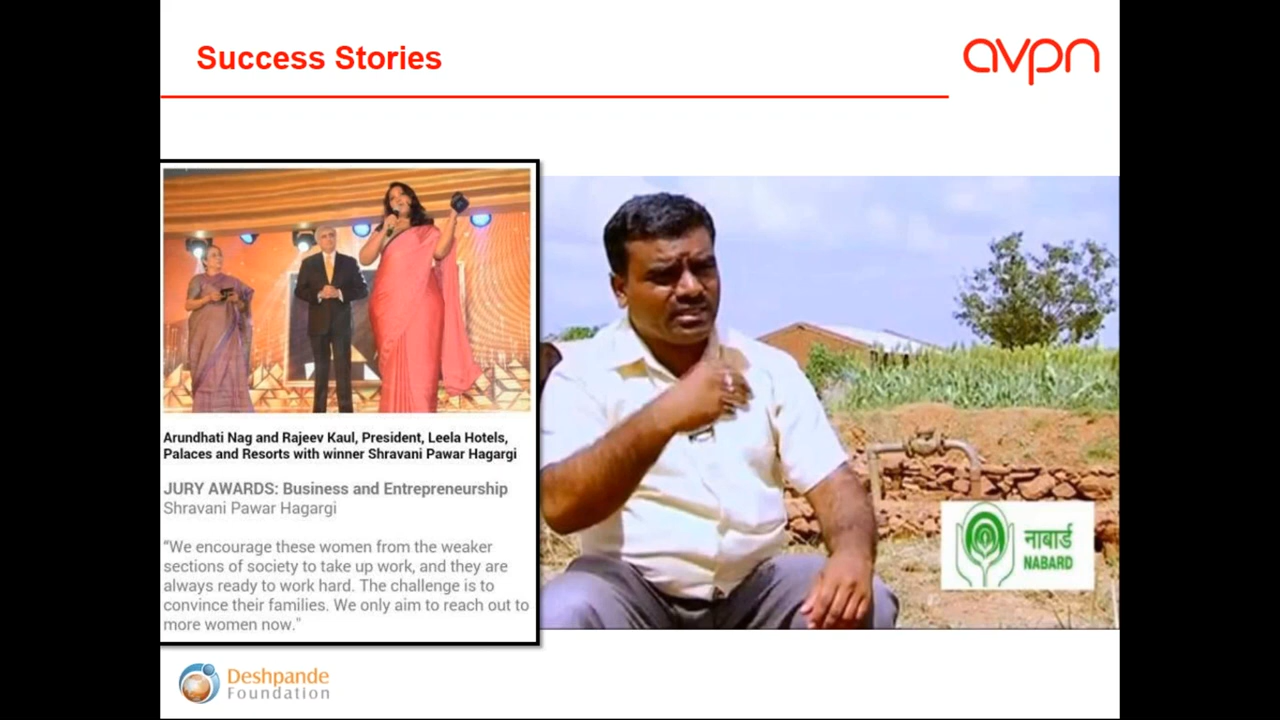 Success Stories
avpn
Arundhati Nag and Rajeev Kaul, President, Leela Hotels,
Palaces and Resorts with winner Shravani Pawar Hagargi
JURY AWARDS: Business and Entrepreneurship
Shravani Pawar Hagargi
“We encourage these women from the weaker
sections of society to take up work, and they are
always ready to work hard. The challenge is to
convince their families. We only aim to reach out to
more women now."
नाबार्ड
NABARD
Deshpande
Foundation